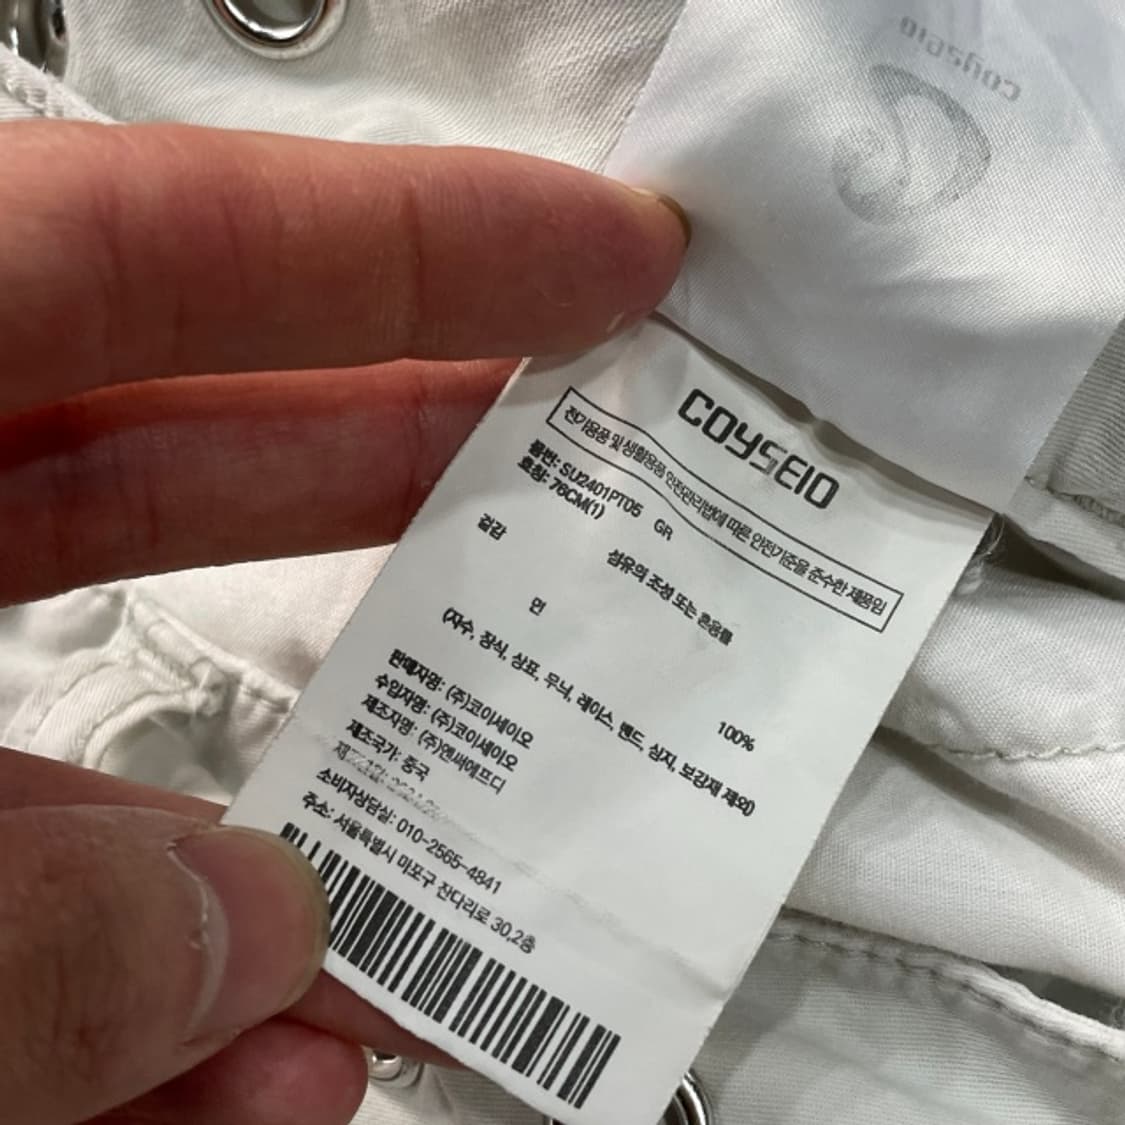 COYSEIO
COYSEIO
전기용품 및 생활용품 안전관리법에 따른 안전기준을 준수한 제품임
품번: SU2401PT05 GR
호칭: 76CM(1)
섬유의 조성 또는 혼용률
겉감
면 100%
(자수, 장식, 상표, 무늬, 레이스, 밴드, 심지, 보강재 제외)
판매자명: (주)코이세이오
수입자명: (주)코이세이오
제조자명: (주)엔써에프디
제조국가: 중국
소비자상담실: 010-2565-4841
주소: 서울특별시 마포구 잔다리로 30,2층